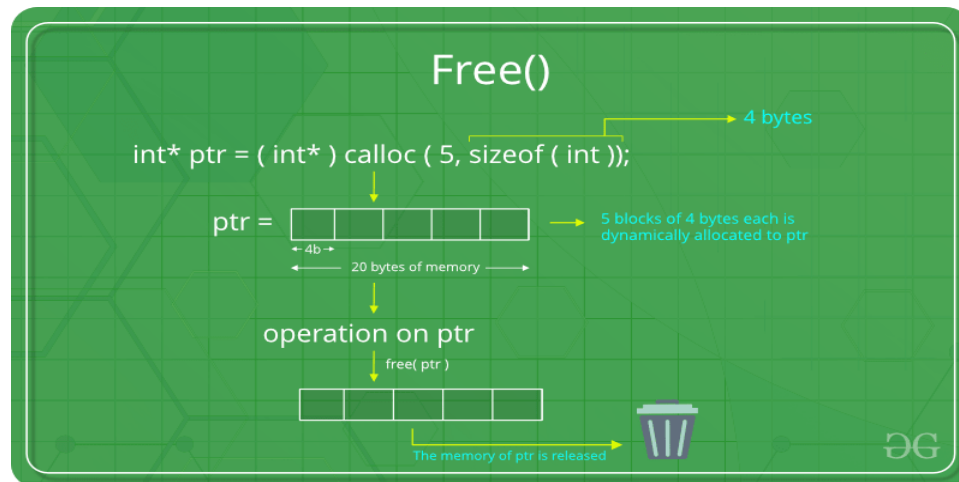 Free()
4 bytes
int* ptr = ( int* ) calloc ( 5, sizeof ( int ));
ptr =
5 blocks of 4 bytes each is
dynamically allocated to ptr
4b
20 bytes of memory
operation on ptr
free( ptr )
The memory of ptr is released